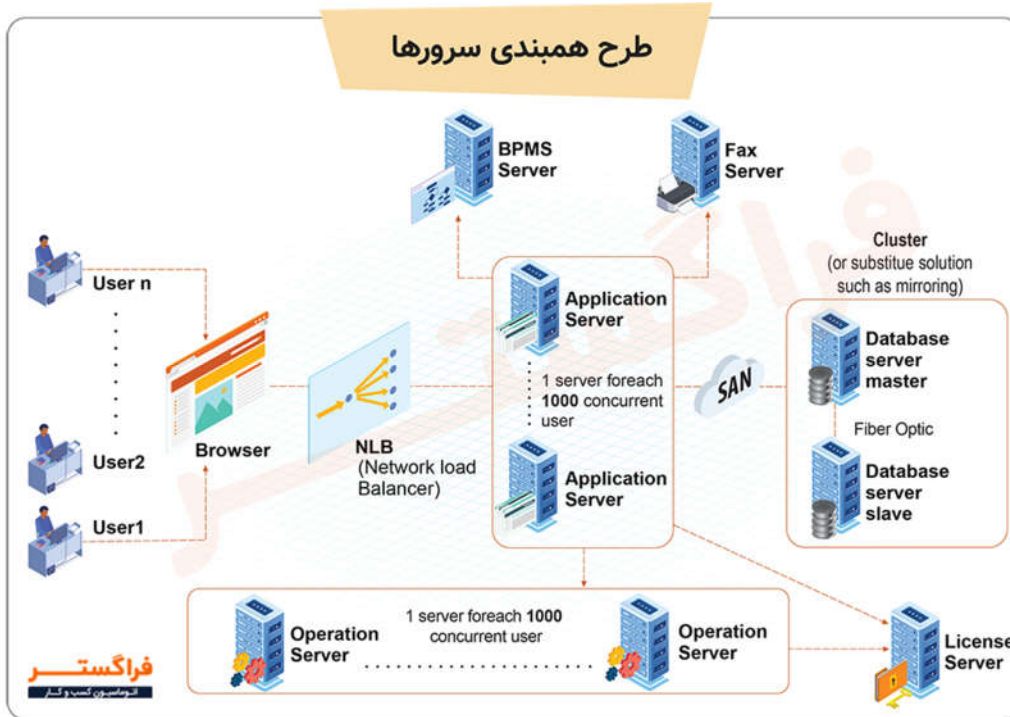 طرح همبندی سرورها
BPMS
Server
Fax
Server
Cluster
(or substitue solution
such as mirroring)
User n
Application
Server
Database
server
master
1 server foreach
1000 concurrent
user
SAN
Fiber Optic
Browser
NLB
(Network load
Balancer)
User2
Application
Server
Database
server
slave
User1
Operation
Server
1 server foreach 1000
concurrent user
Operation
Server
License
Server
فراگستر
اتوماسیون کسب و کار
فراگستر